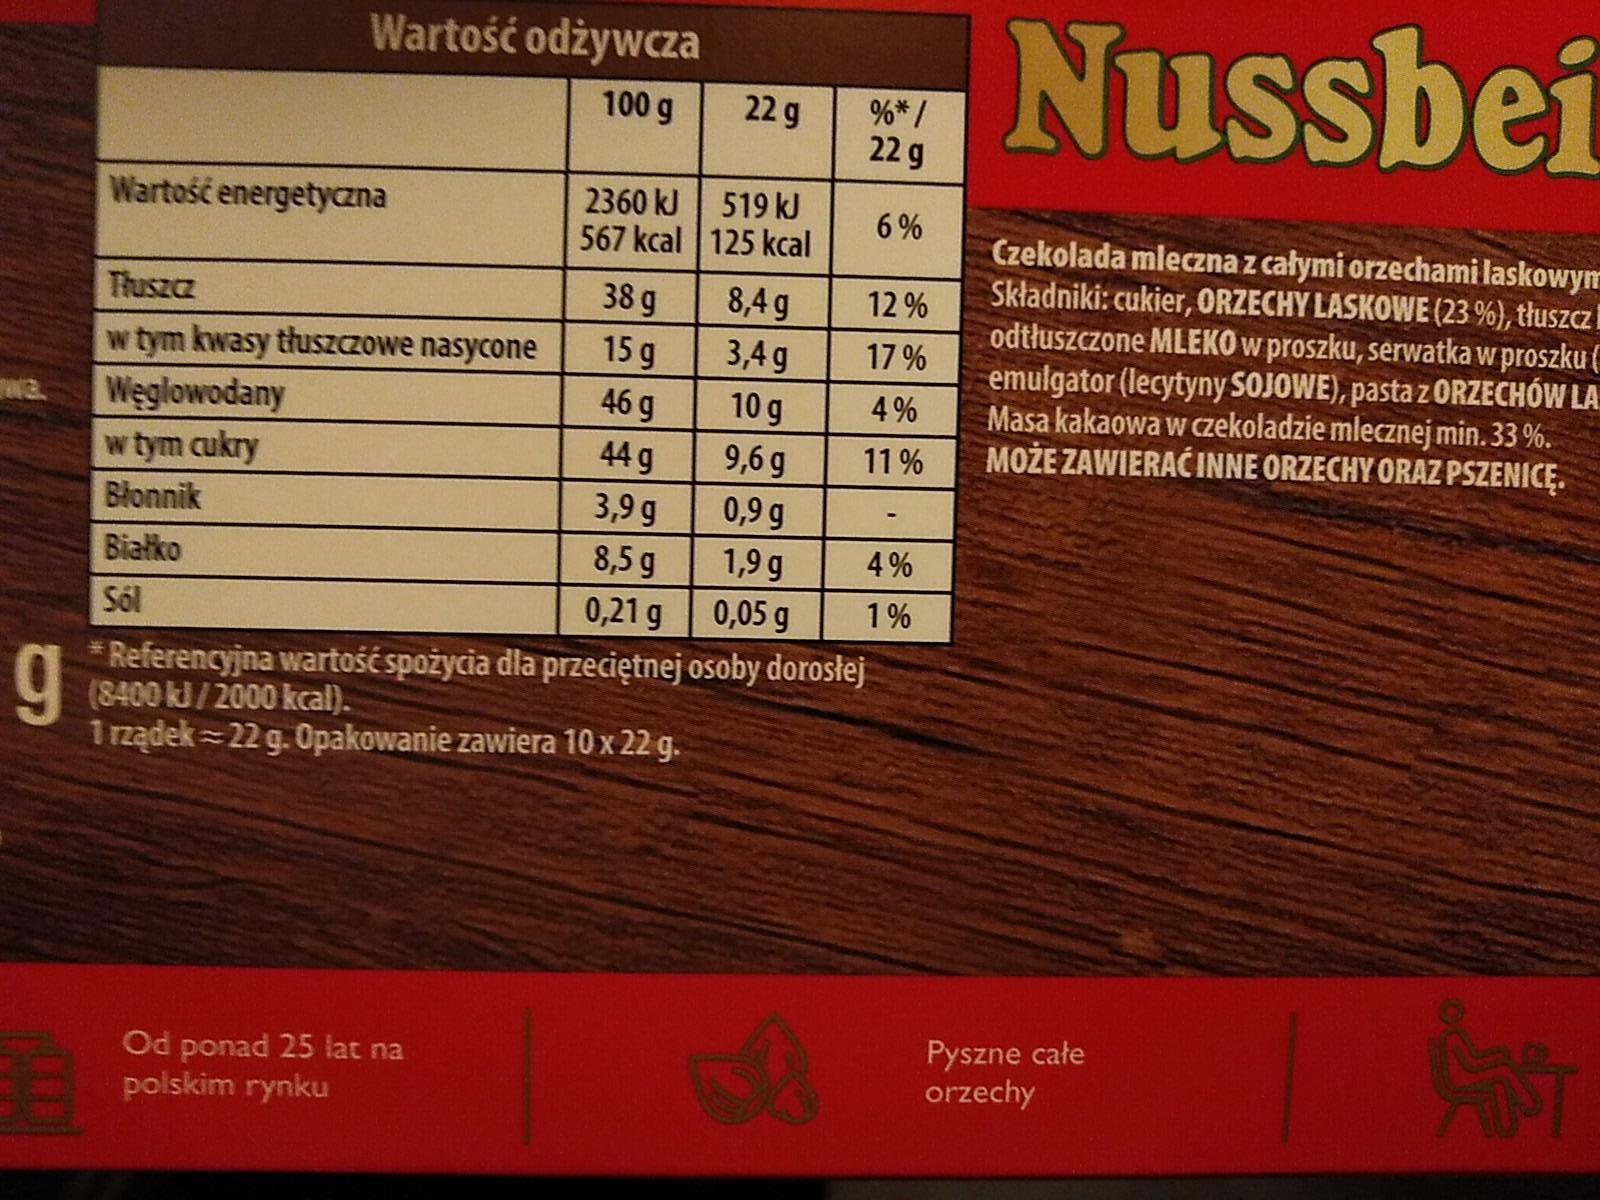 Wartość odżywcza
100 g 22 g %* / 22 g
Wartość energetyczna 2360 kJ 519 kJ 6 %
567 kcal 125 kcal
Tłuszcz 38 g 8,4 g 12 %
w tym kwasy tłuszczowe nasycone 15 g 3,4 g 17 %
Węglowodany 46 g 10 g 4 %
w tym cukry 44 g 9,6 g 11 %
Błonnik 3,9 g 0,9 g -
Białko 8,5 g 1,9 g 4 %
Sól 0,21 g 0,05 g 1 %
* Referencyjna wartość spożycia dla przeciętnej osoby dorosłej
(8400 kJ / 2000 kcal).
1 rządek ≈ 22 g. Opakowanie zawiera 10 x 22 g.
g
Nussbei
Czekolada mleczna z całymi orzechami laskowym
Składniki: cukier, ORZECHY LASKOWE (23 %), tłuszcz
odtłuszczone MLEKO w proszku, serwatka w proszku (
emulgator (lecytyny SOJOWE), pasta z ORZECHÓW LA
Masa kakaowa w czekoladzie mlecznej min. 33 %.
MOŻE ZAWIERAĆ INNE ORZECHY ORAZ PSZENICĘ.
Od ponad 25 lat na
polskim rynku
Pyszne całe
orzechy